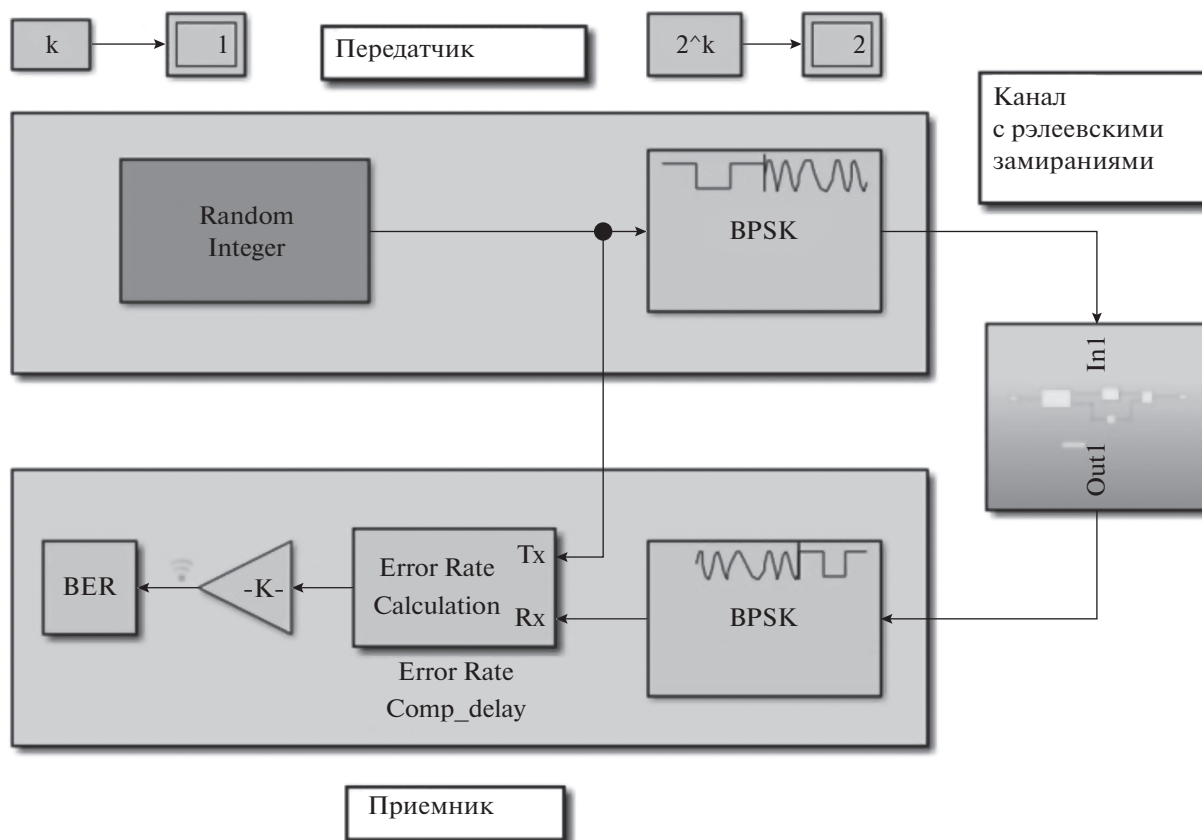 k
1
Передатчик
2^k
2
Канал
с рэлеевскими
замираниями
Random
Integer
BPSK
In1
Out1
BER
-K-
Error Rate
Calculation
Tx
Rx
BPSK
Error Rate
Comp_delay
Приемник